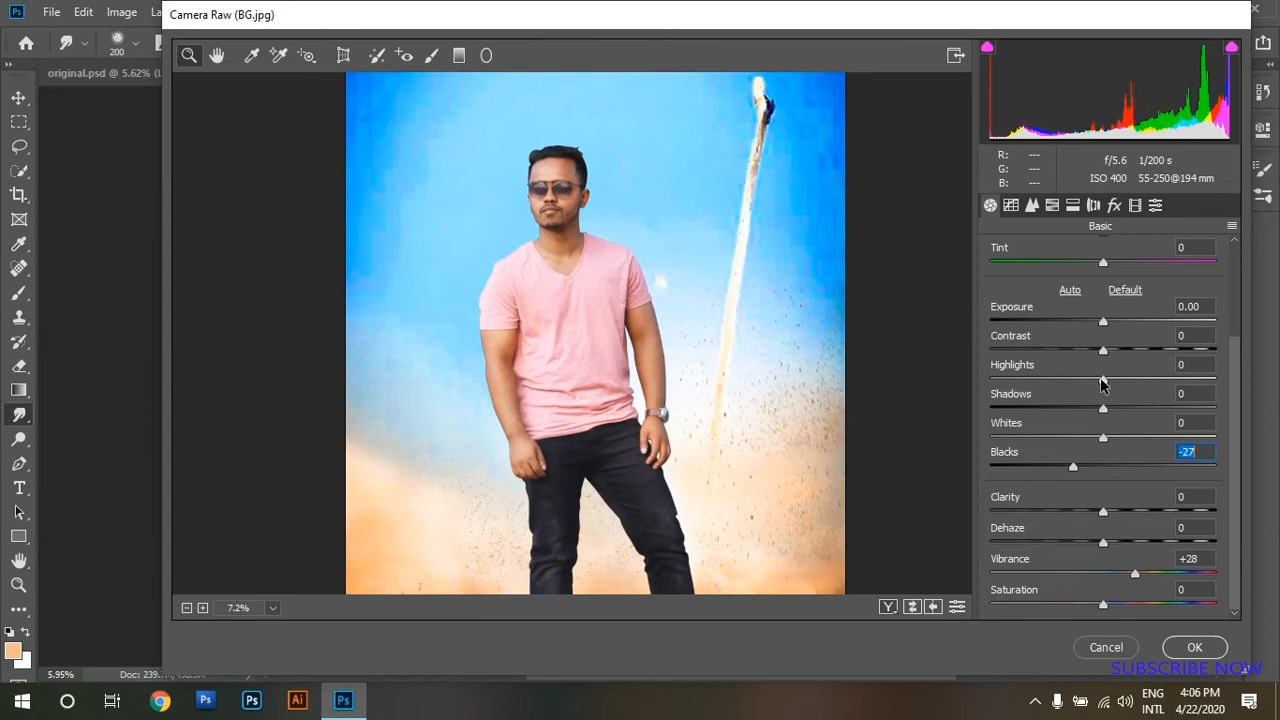 File Edit Image La
Camera Raw (BG.jpg)
200
original.psd @ 5.62% (L
R: ---
G: ---
B: ---
f/5.6 1/200 s
ISO 400 55-250@194 mm
Basic
Tint 0
Auto Default
Exposure 0.00
Contrast 0
Highlights 0
Shadows 0
Whites 0
Blacks -27
Clarity 0
Dehaze 0
Vibrance +28
Saturation 0
7.2%
Cancel OK
5.95%
SUBSCRIBE NOW
ENG
INTL
4:06 PM
4/22/2020